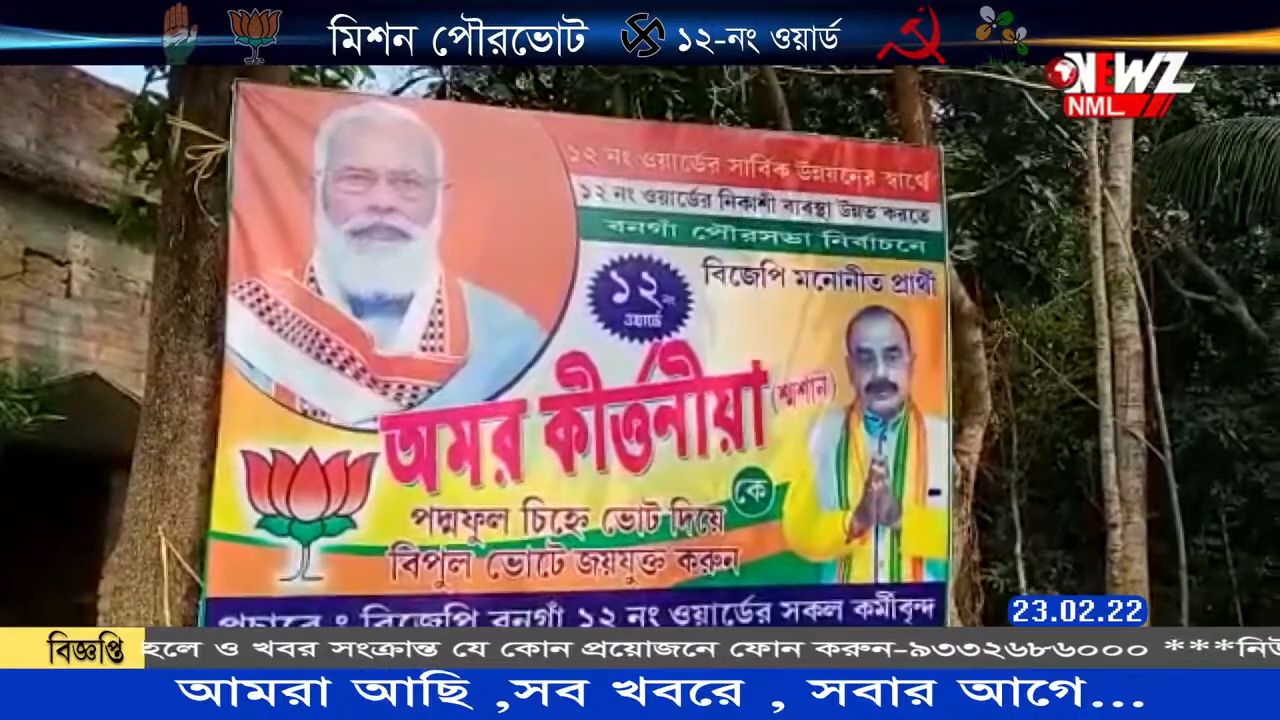 মিশন পৌরভোট ১২-নং ওয়ার্ড
NEWZ
NML
১২ নং ওয়ার্ডের সার্বিক উন্নয়নের স্বার্থে
১২ নং ওয়ার্ডের নিকাশী ব্যবস্থা উন্নত করতে
বনগাঁ পৌরসভা নির্বাচনে
বিজেপি মনোনীত প্রার্থী
১২ নং
ওয়ার্ডে
অমর কীর্ত্তনীয়া (শ্মশান)
কে
পদ্মফুল চিহ্নে ভোট দিয়ে
বিপুল ভোটে জয়যুক্ত করুন
প্রচারে ঃ বিজেপি বনগাঁ ১২ নং ওয়ার্ডের সকল কর্মীবৃন্দ
23.02.22
বিজ্ঞপ্তি হলে ও খবর সংক্রান্ত যে কোন প্রয়োজনে ফোন করুন-৯৩৩২৬৮৬০০০ ***নিউ
আমরা আছি ,সব খবরে , সবার আগে...